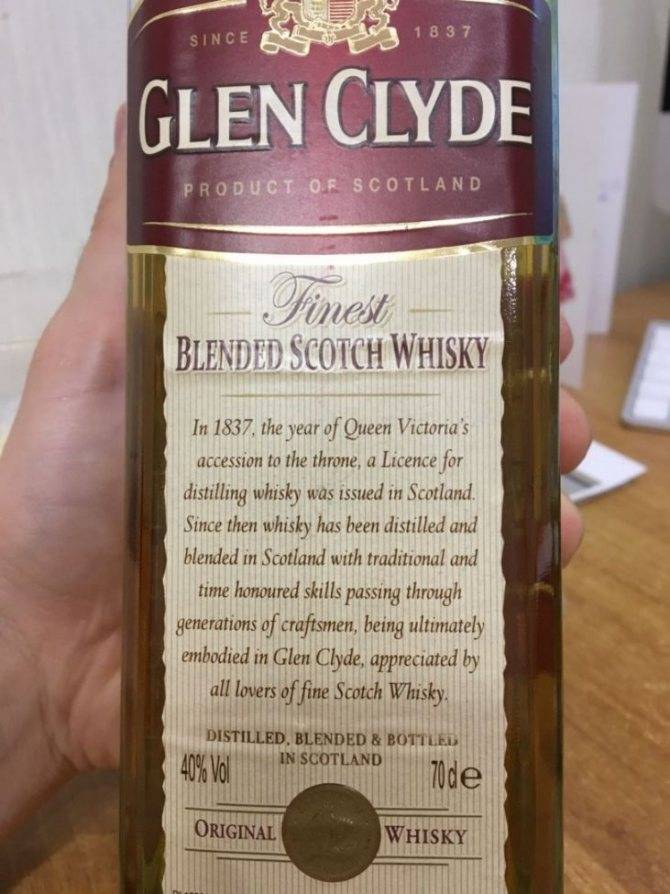 SINCE 1837
GLEN CLYDE
PRODUCT OF SCOTLAND
Finest
BLENDED SCOTCH WHISKY
In 1837, the year of Queen Victoria's
accession to the throne, a Licence for
distilling whisky was issued in Scotland.
Since then whisky has been distilled and
blended in Scotland with traditional and
time honoured skills passing through
generations of craftsmen, being ultimately
embodied in Glen Clyde, appreciated by
all lovers of fine Scotch Whisky.
DISTILLED, BLENDED & BOTTLED
IN SCOTLAND
40% Vol 70cle
ORIGINAL WHISKY